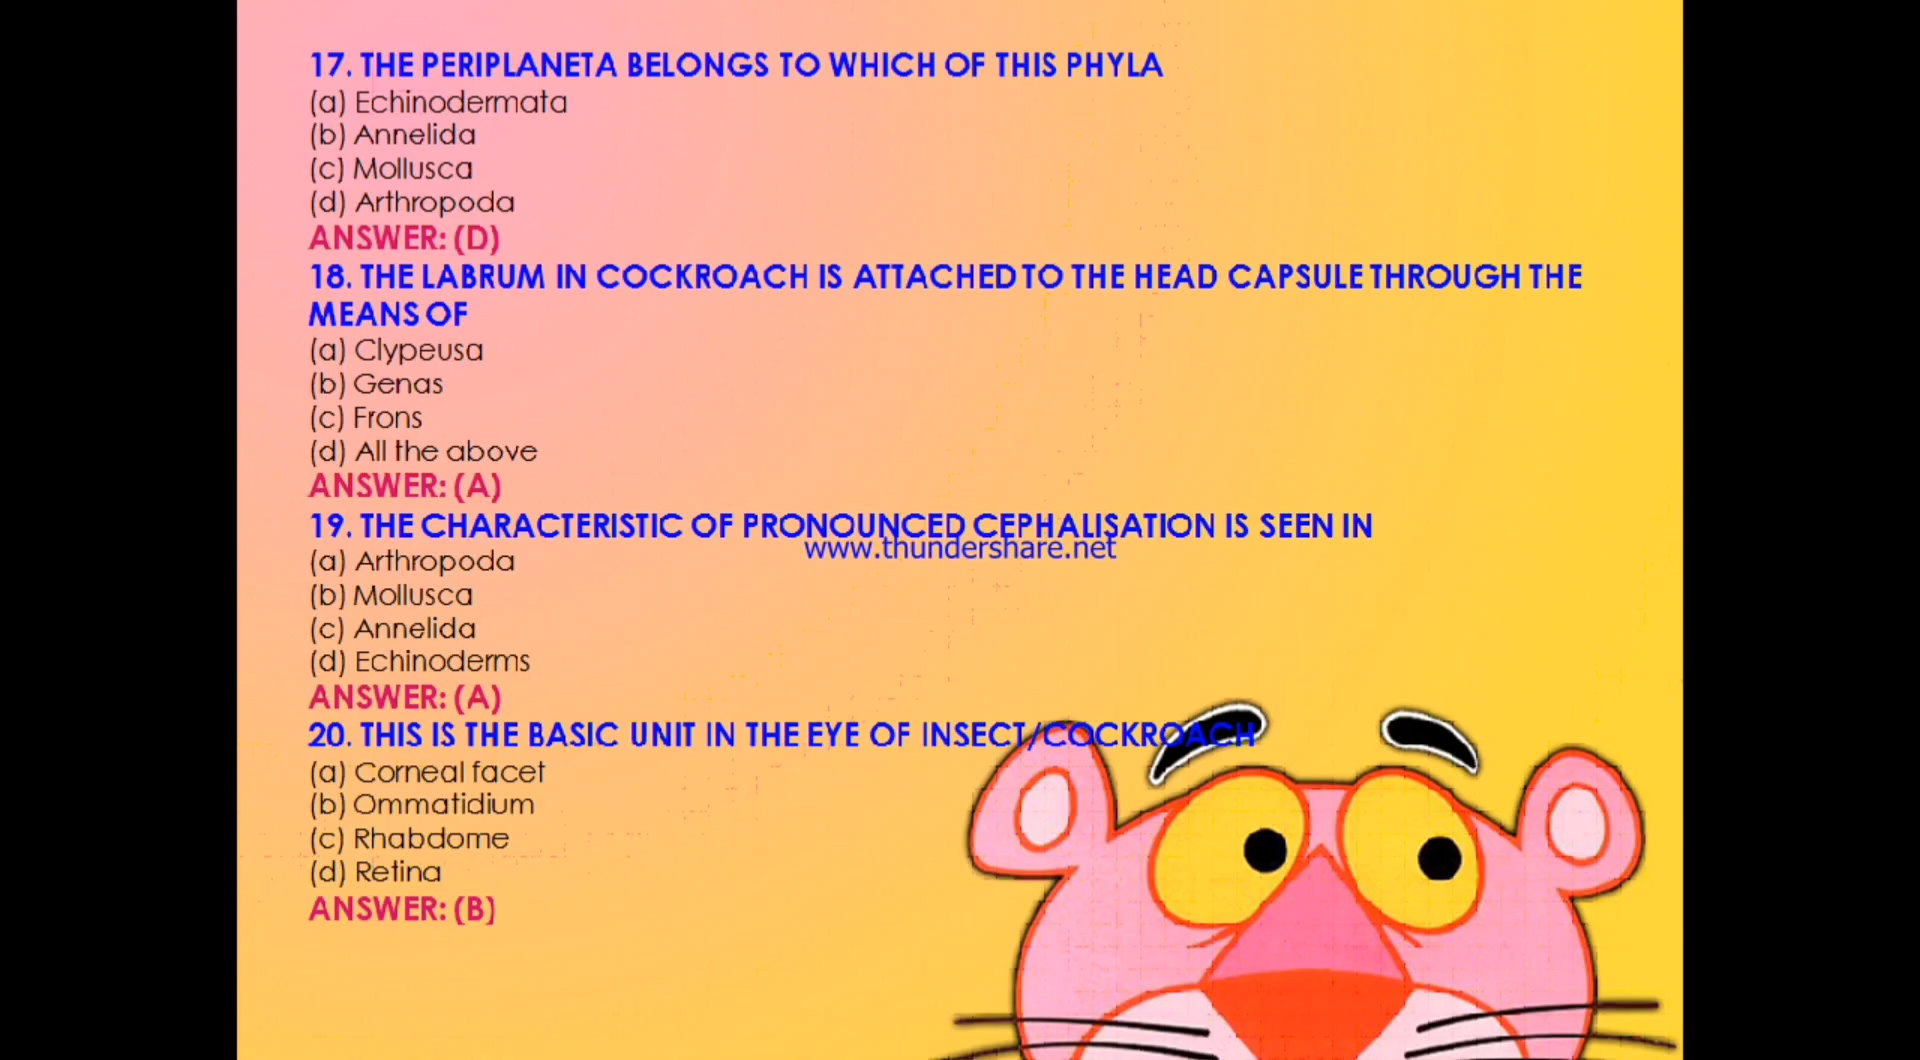 17. THE PERIPLANETA BELONGS TO WHICH OF THIS PHYLA
(a) Echinodermata
(b) Annelida
(c) Mollusca
(d) Arthropoda
ANSWER: (D)
18. THE LABRUM IN COCKROACH IS ATTACHED TO THE HEAD CAPSULE THROUGH THE
MEANS OF
(a) Clypeusa
(b) Genas
(c) Frons
(d) All the above
ANSWER: (A)
19. THE CHARACTERISTIC OF PRONOUNCED CEPHALISATION IS SEEN IN
www.thundershare.net
(a) Arthropoda
(b) Mollusca
(c) Annelida
(d) Echinoderms
ANSWER: (A)
20. THIS IS THE BASIC UNIT IN THE EYE OF INSECT/COCKROACH
(a) Corneal facet
(b) Ommatidium
(c) Rhabdome
(d) Retina
ANSWER: (B)